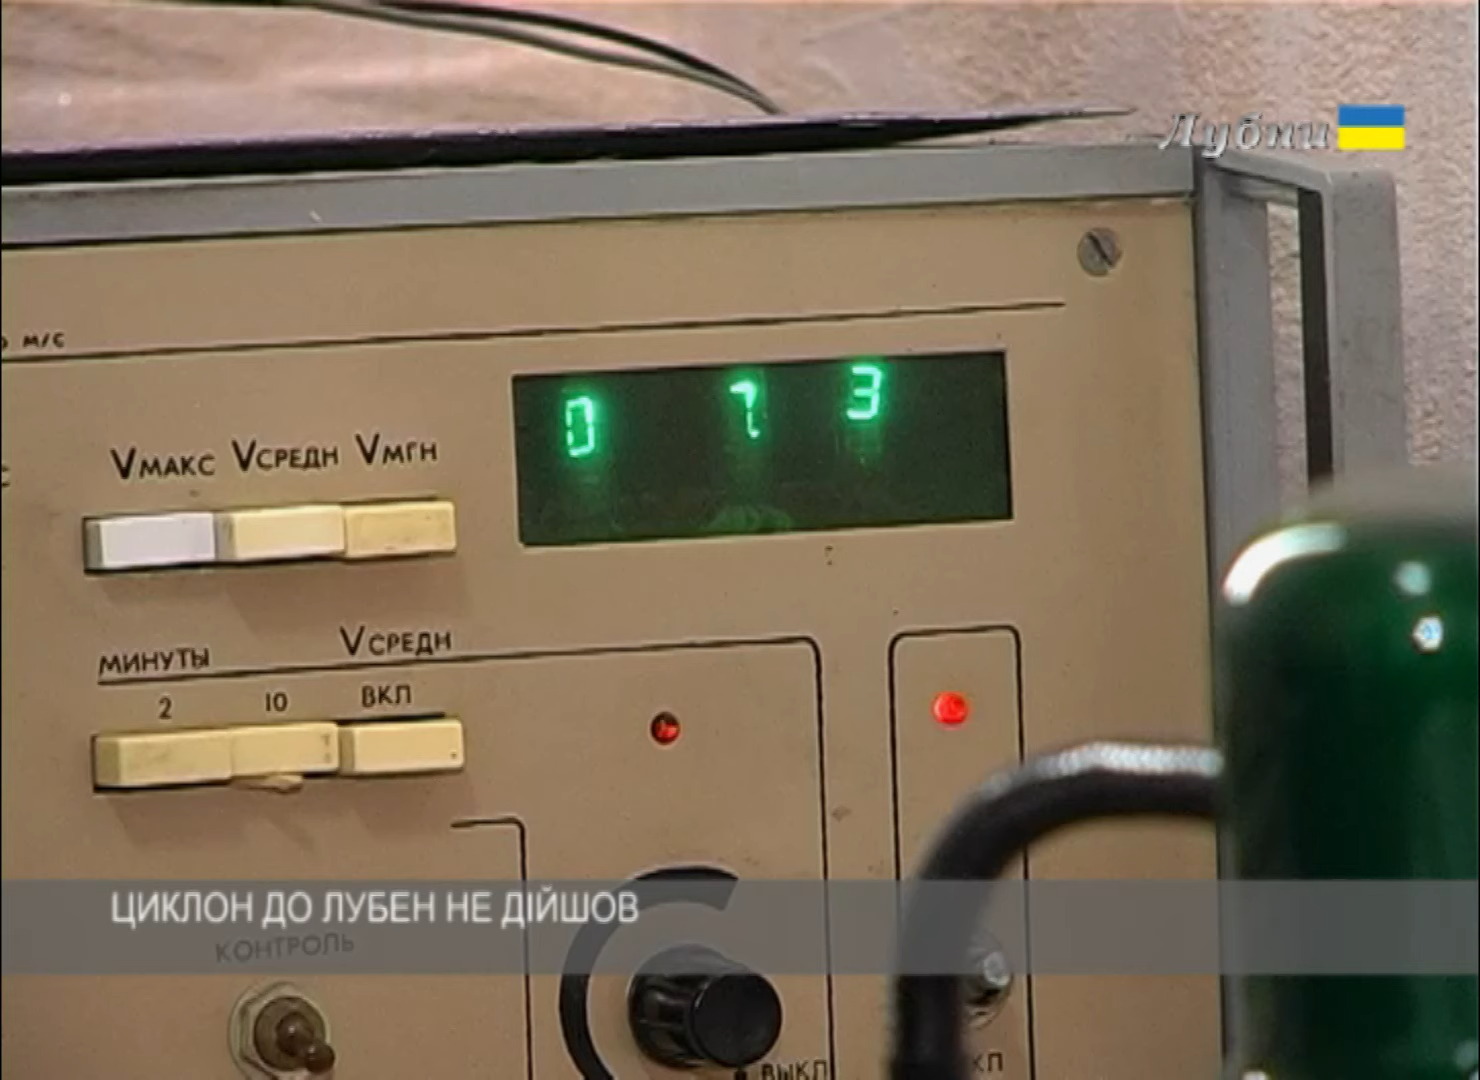 Лубни
м/с
0 7 3
Vмакс Vсредн Vмгн
Vсредн
минуты
2 10 вкл
ЦИКЛОН ДО ЛУБЕН НЕ ДІЙШОВ
КОНТРОЛЬ
ВЫКЛ